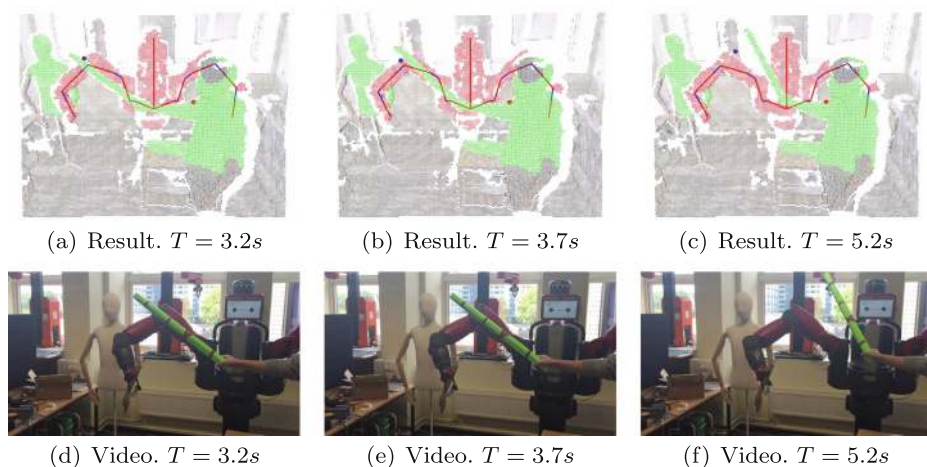 (a) Result. T = 3.2s
(b) Result. T = 3.7s
(c) Result. T = 5.2s
(d) Video. T = 3.2s
(e) Video. T = 3.7s
(f) Video. T = 5.2s